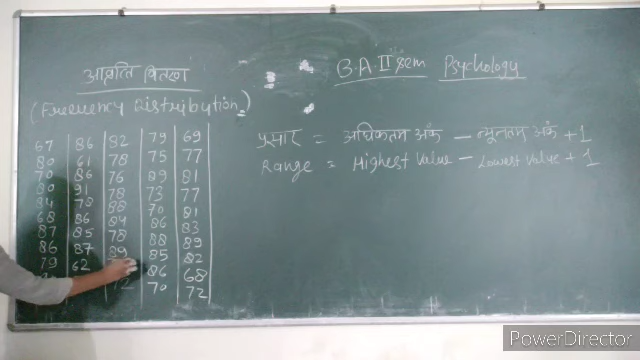 आवृत्ति वितरण
(Frequency Distribution)
B.A. II sem Psychology
प्रसार = अधिकतम अंक - न्यूनतम अंक + 1
Range = Highest Value - Lowest Value + 1
67 86 82 79 69
80 61 78 75 77
70 86 76 89 81
80 91 78 73 77
84 78 88 70 81
68 86 84 86 83
87 85 78 88 89
86 87 89 85 82
79 62 86 68
72 70 72
PowerDirector